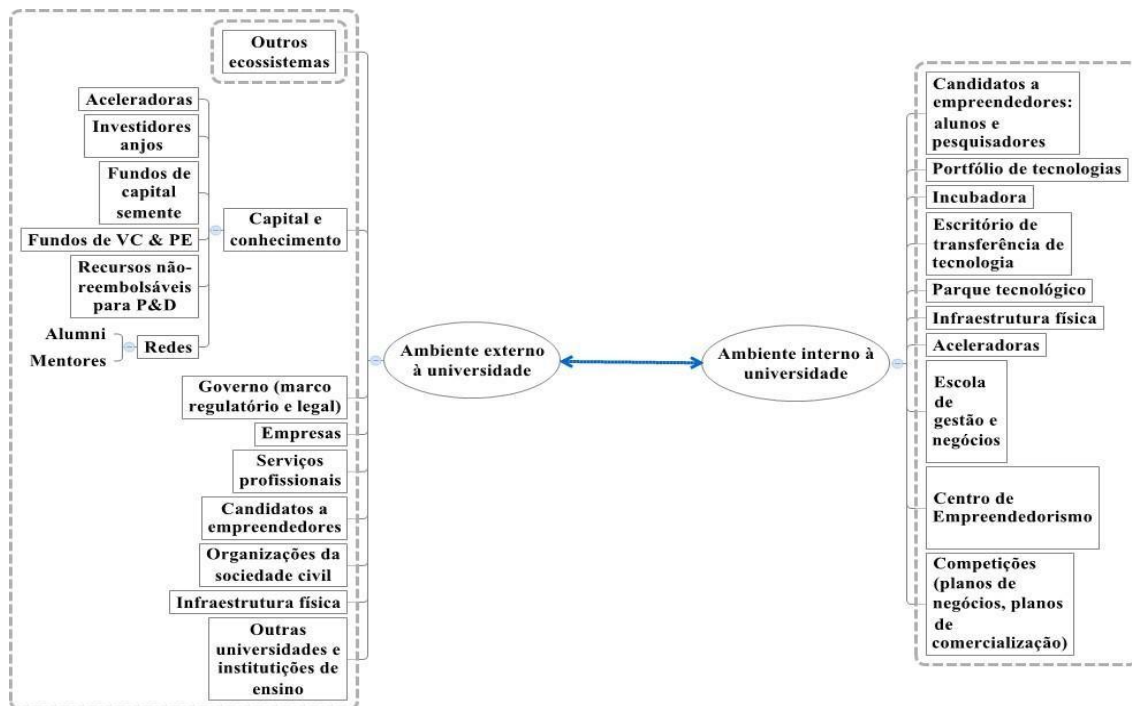 Outros
ecossistemas
Aceleradoras
Investidores
anjos
Fundos de
capital
semente
Fundos de VC & PE
Recursos não-
reembolsáveis
para P&D
Alumni
Mentores
Redes
Capital e
conhecimento
Governo (marco
regulatório e legal)
Empresas
Serviços
profissionais
Candidatos a
empreendedores
Organizações da
sociedade civil
Infraestrutura física
Outras
universidades e
institutições de
ensino
Ambiente externo
à universidade
Ambiente interno à
universidade
Candidatos a
empreendedores:
alunos e
pesquisadores
Portfólio de tecnologias
Incubadora
Escritório de
transferência de
tecnologia
Parque tecnológico
Infraestrutura física
Aceleradoras
Escola
de
gestão e
negócios
Centro de
Empreendedorismo
Competições
(planos de
negócios, planos
de
comercialização)